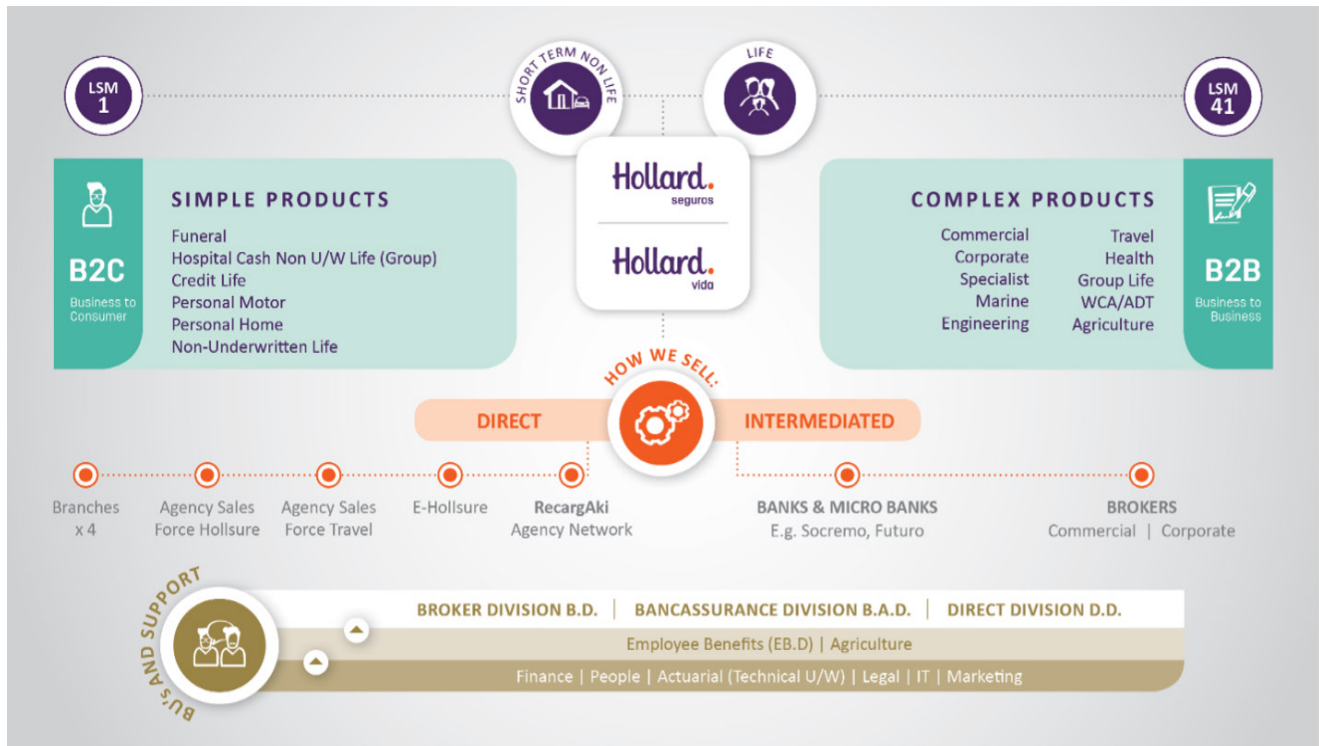 LSM
1
SHORT TERM NON LIFE
LIFE
LSM
41
B2C
Business to
Consumer
SIMPLE PRODUCTS
Funeral
Hospital Cash Non U/W Life (Group)
Credit Life
Personal Motor
Personal Home
Non-Underwritten Life
Hollard.
seguros
Hollard.
vida
COMPLEX PRODUCTS
Commercial
Corporate
Specialist
Marine
Engineering
Travel
Health
Group Life
WCA/ADT
Agriculture
B2B
Business to
Business
HOW WE SELL:
DIRECT
INTERMEDIATED
Branches
x 4
Agency Sales
Force Hollsure
Agency Sales
Force Travel
E-Hollsure
RecargAki
Agency Network
BANKS & MICRO BANKS
E.g. Socremo, Futuro
BROKERS
Commercial | Corporate
BU's AND SUPPORT
BROKER DIVISION B.D. | BANCASSURANCE DIVISION B.A.D. | DIRECT DIVISION D.D.
Employee Benefits (EB.D) | Agriculture
Finance | People | Actuarial (Technical U/W) | Legal | IT | Marketing